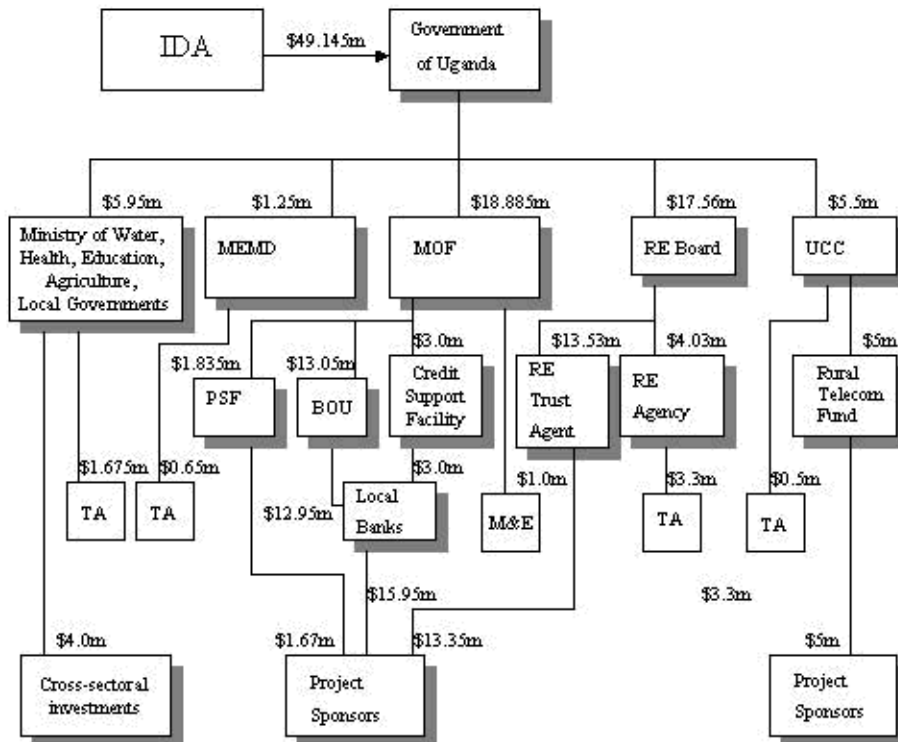 IDA
$49.145m
Government
of Uganda
$5.95m
$1.25m
$18.885m
$17.56m
$5.5m
Ministry of Water,
Health, Education,
Agriculture,
Local Governments
MEMD
MOF
RE Board
UCC
$1.835m
$13.05m
$3.0m
$13.53m
$4.03m
$5m
PSF
BOU
Credit
Support
Facility
RE
Trust
Agent
RE
Agency
Rural
Telecom
Fund
$1.675m
$0.65m
$12.95m
$3.0m
$1.0m
$3.3m
$0.5m
TA
TA
Local
Banks
M&E
TA
TA
$15.95m
$3.3m
$4.0m
$1.67m
$13.35m
$5m
Cross-sectoral
investments
Project
Sponsors
Project
Sponsors